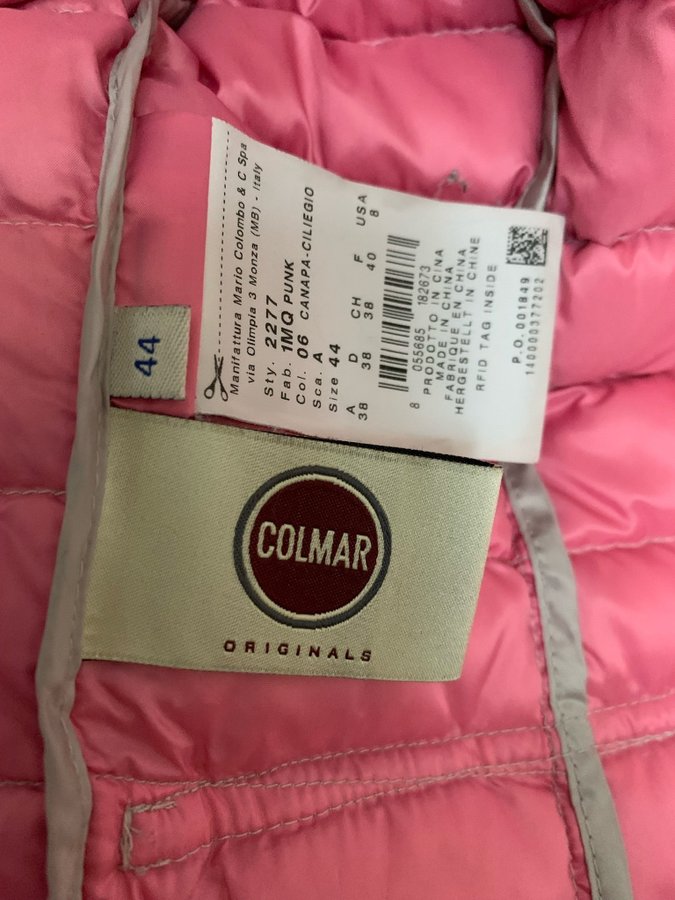 Manifattura Mario Colombo & C Spa
via Olimpia 3 Monza (MB) - Italy
Sty. 2277
Fab. 1MQ PUNK
Col. 06 CANAPA-CILIEGIO
Sca. A
Size 44
A D CH F USA
38 38 38 40 8
8 055685 182673
PRODOTTO IN CINA
MADE IN CHINA
FABRIQUE EN CHINA
HERGESTELLT IN CHINE
RFID TAG INSIDE
P.O. 001849
140000377202
44
COLMAR
ORIGINALS